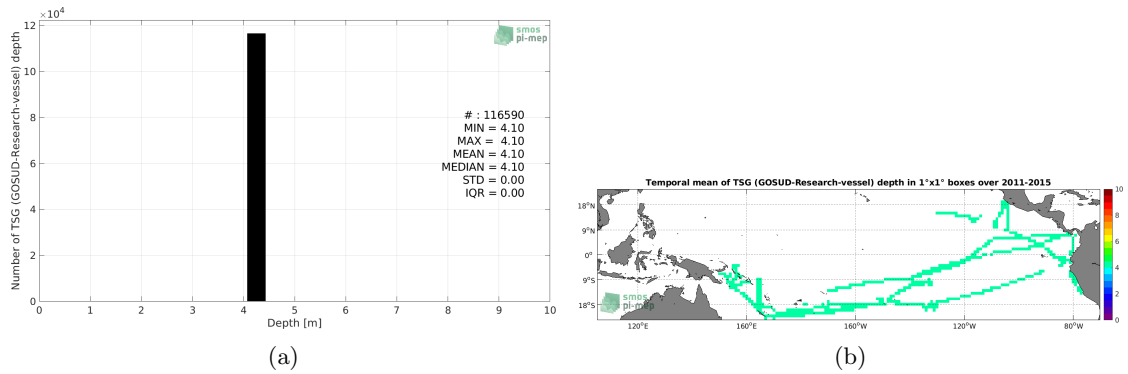 ×10⁴
12
10
8
6
4
2
0
Number of TSG (GOSUD-Research-vessel) depth
smos
pi-mep
# : 116590
MIN = 4.10
MAX = 4.10
MEAN = 4.10
MEDIAN = 4.10
STD = 0.00
IQR = 0.00
0 1 2 3 4 5 6 7 8 9 10
Depth [m]
(a)
Temporal mean of TSG (GOSUD-Research-vessel) depth in 1°x1° boxes over 2011-2015
18°N
9°N
0°
9°S
18°S
smos
pi-mep
120°E 160°E 160°W 120°W 80°W
10
8
6
4
2
0
(b)